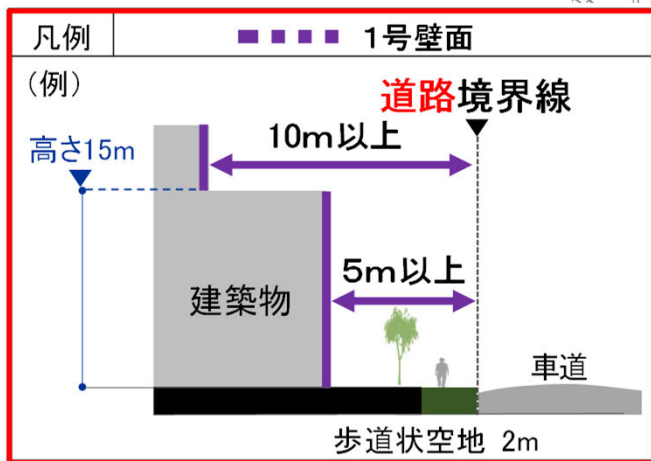 凡例
1号壁面
(例)
道路境界線
10m以上
高さ15m
5m以上
建築物
車道
歩道状空地 2m